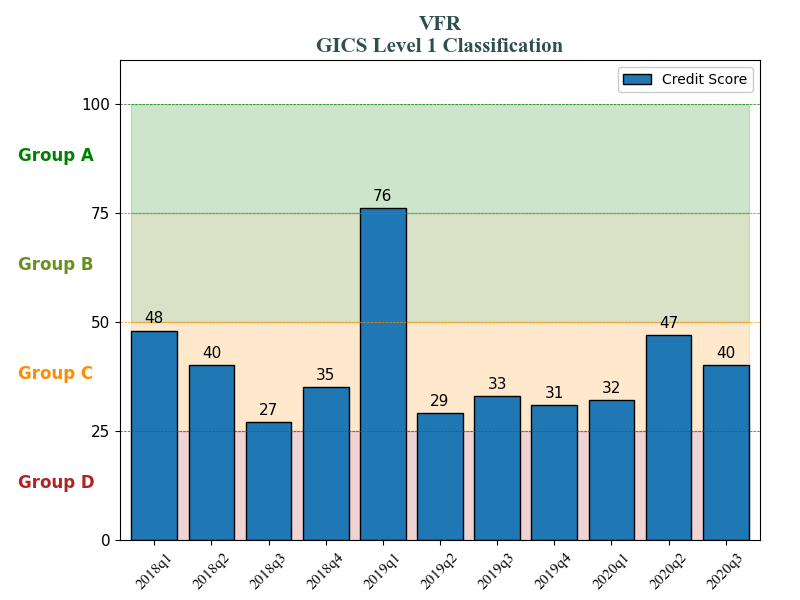 VFR
GICS Level 1 Classification
Credit Score
100
Group A
76
75
Group B
50
48
47
40
40
Group C
35
33
32
31
29
27
25
Group D
0
2018q1
2018q2
2018q3
2018q4
2019q1
2019q2
2019q3
2019q4
2020q1
2020q2
2020q3